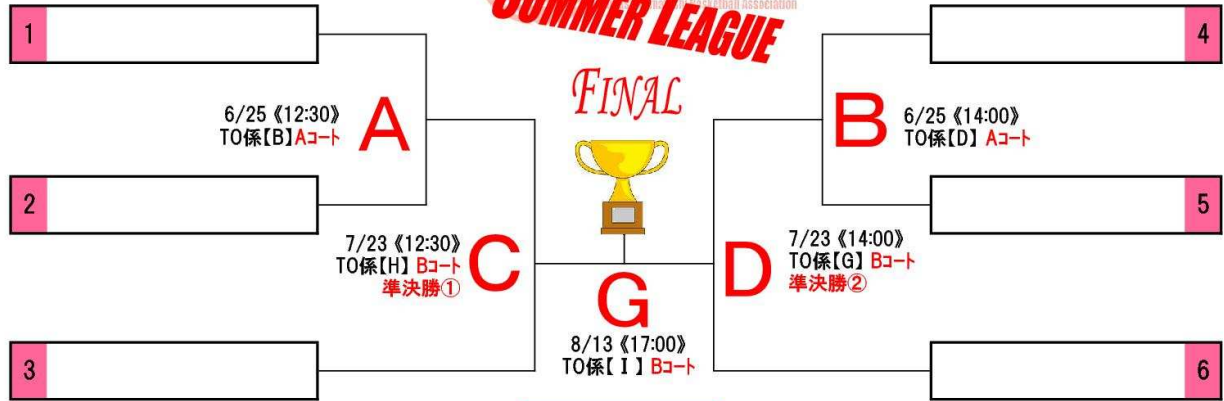 National Basketball Association
SUMMER LEAGUE
FINAL
1
4
6/25 《12:30》
TO係【B】Aコート
A
B
6/25 《14:00》
TO係【D】 Aコート
2
5
7/23 《12:30》
TO係【H】 Bコート
準決勝①
C
D
7/23 《14:00》
TO係【G】 Bコート
準決勝②
G
8/13 《17:00》
TO係【I】 Bコート
3
6